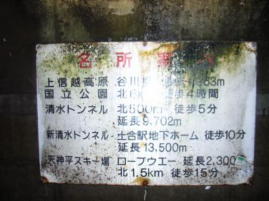 名所
上信越高原 谷川
国立公園 北 徒歩4時間
清水トンネル 北500m 徒歩5分
延長9,702m
新清水トンネル 土合駅地下ホーム 徒歩10分
延長13,500m
天神平スキー場 ロープウエー 延長2,300
北1.5km 徒歩15分